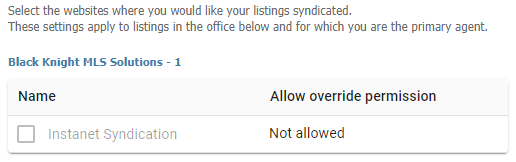 Select the websites where you would like your listings syndicated.
These settings apply to listings in the office below and for which you are the primary agent.
Black Knight MLS Solutions - 1
Name Allow override permission
Instanet Syndication Not allowed